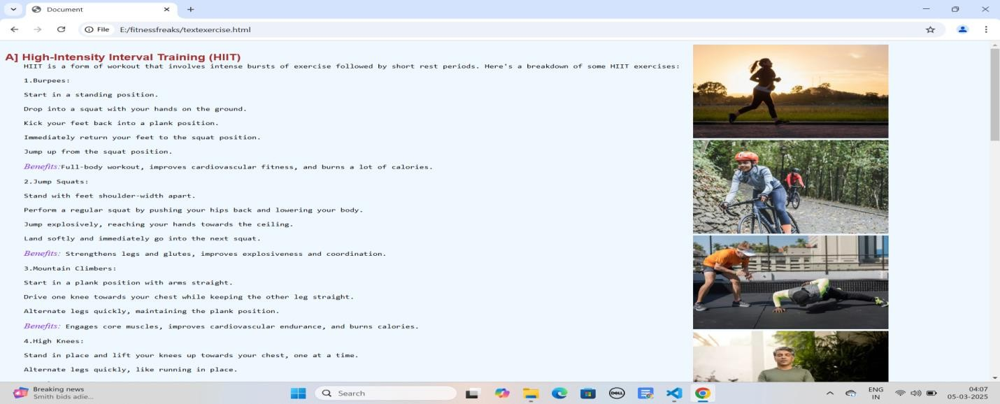 Document
File
E:/fitnessfreaks/textexercise.html
A] High-Intensity Interval Training (HIIT)
HIIT is a form of workout that involves intense bursts of exercise followed by short rest periods. Here's a breakdown of some HIIT exercises:
1.Burpees:
Start in a standing position.
Drop into a squat with your hands on the ground.
Kick your feet back into a plank position.
Immediately return your feet to the squat position.
Jump up from the squat position.
Benefits:Full-body workout, improves cardiovascular fitness, and burns a lot of calories.
2.Jump Squats:
Stand with feet shoulder-width apart.
Perform a regular squat by pushing your hips back and lowering your body.
Jump explosively, reaching your hands towards the ceiling.
Land softly and immediately go into the next squat.
Benefits: Strengthens legs and glutes, improves explosiveness and coordination.
3.Mountain Climbers:
Start in a plank position with arms straight.
Drive one knee towards your chest while keeping the other leg straight.
Alternate legs quickly, maintaining the plank position.
Benefits: Engages core muscles, improves cardiovascular endurance, and burns calories.
4.High Knees:
Stand in place and lift your knees up towards your chest, one at a time.
Alternate legs quickly, like running in place.
Breaking news
Smith bids adie...
Search
DELL
ENG
IN
04:07
05-03-2025